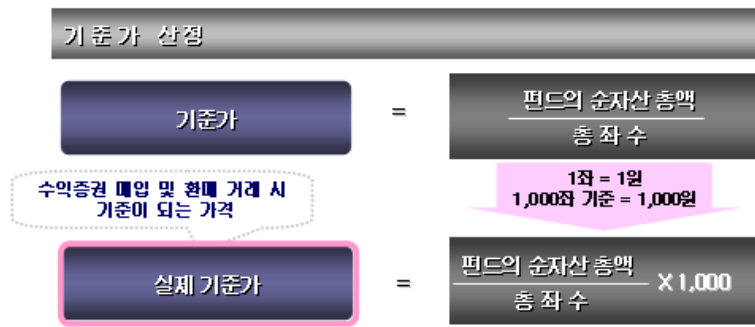 기준가 산정
기준가
=
펀드의 순자산 총액
총 좌 수
수익증권 매입 및 환매 거래 시
기준이 되는 가격
1좌 = 1원
1,000좌 기준 = 1,000원
실제 기준가
=
펀드의 순자산 총액
총 좌 수
X 1,000